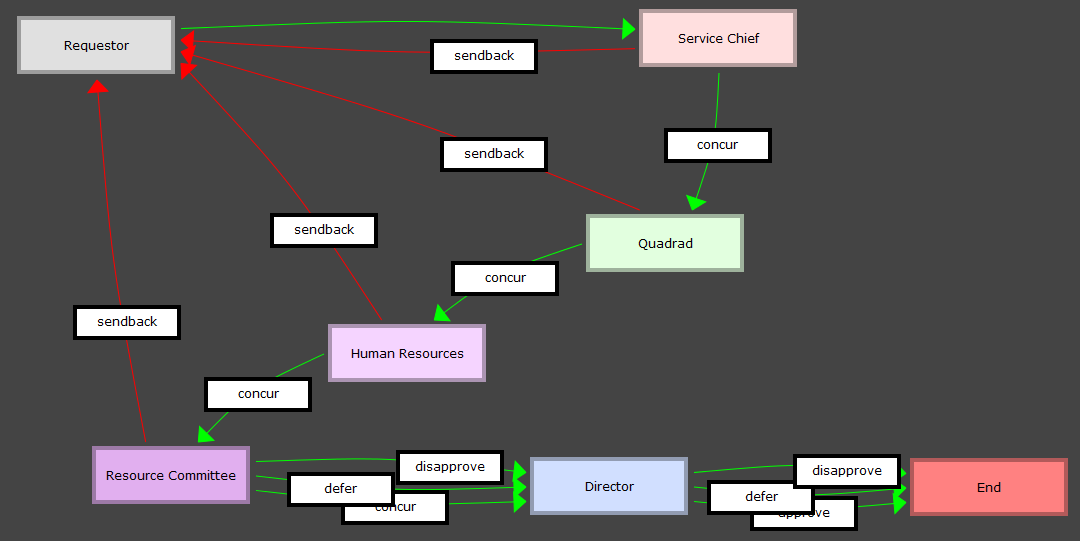 Requestor
Service Chief
sendback
concur
sendback
sendback
Quadrad
concur
sendback
Human Resources
concur
Resource Committee
disapprove
defer
concur
Director
disapprove
defer
approve
End